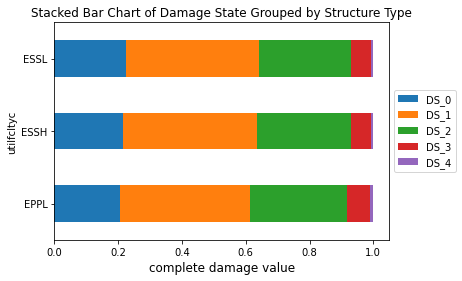 Stacked Bar Chart of Damage State Grouped by Structure Type
utilfcltyc
ESSL
ESSH
EPPL
0.0 0.2 0.4 0.6 0.8 1.0
complete damage value
DS_0
DS_1
DS_2
DS_3
DS_4